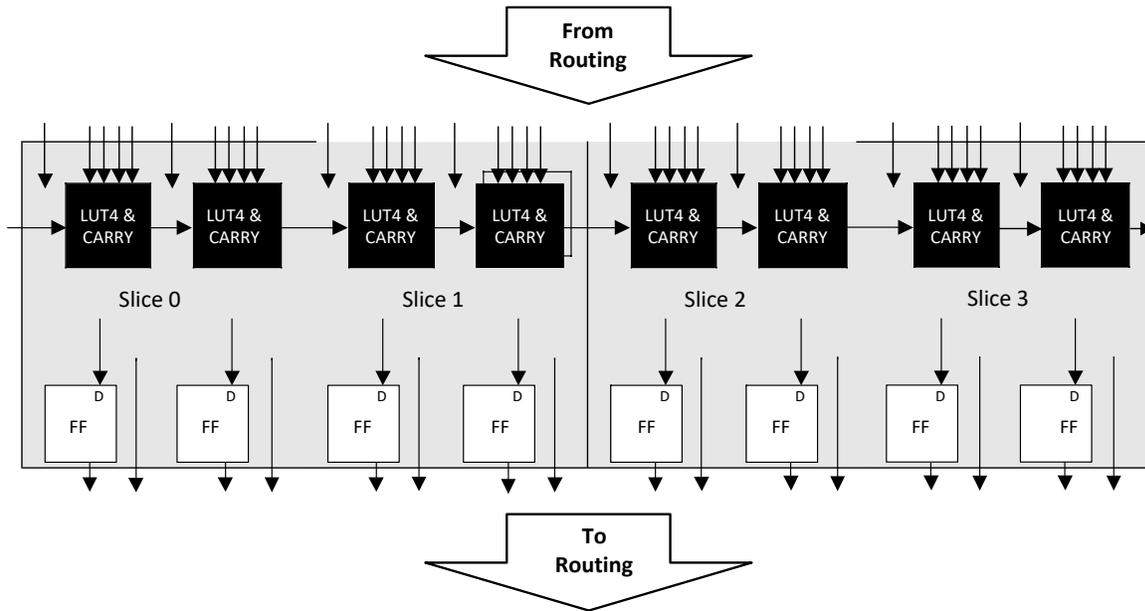 From
Routing
LUT4 &
CARRY
LUT4 &
CARRY
LUT4 &
CARRY
LUT4 &
CARRY
LUT4 &
CARRY
LUT4 &
CARRY
LUT4 &
CARRY
LUT4 &
CARRY
Slice 0
Slice 1
Slice 2
Slice 3
D
FF
D
FF
D
FF
D
FF
D
FF
D
FF
D
FF
D
FF
To
Routing